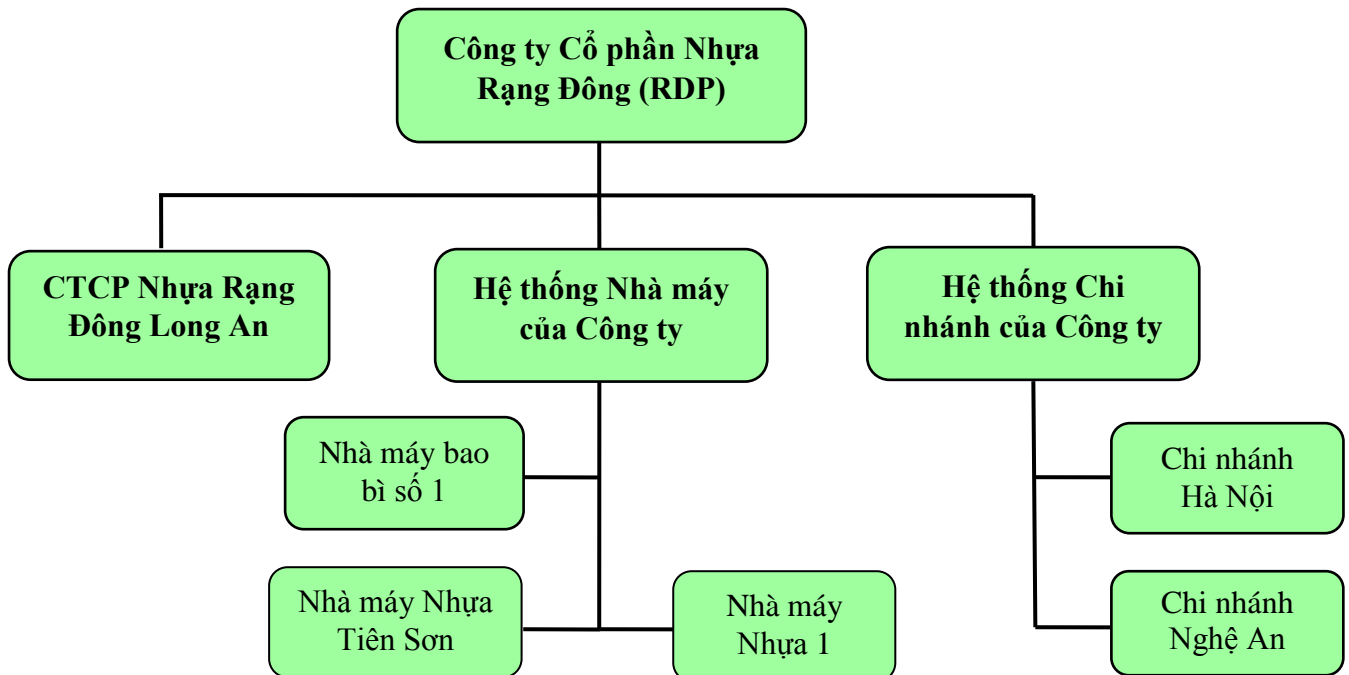 Công ty Cổ phần Nhựa
Rạng Đông (RDP)
CTCP Nhựa Rạng
Đông Long An
Hệ thống Nhà máy
của Công ty
Hệ thống Chi
nhánh của Công ty
Nhà máy bao
bì số 1
Chi nhánh
Hà Nội
Nhà máy Nhựa
Tiên Sơn
Nhà máy
Nhựa 1
Chi nhánh
Nghệ An